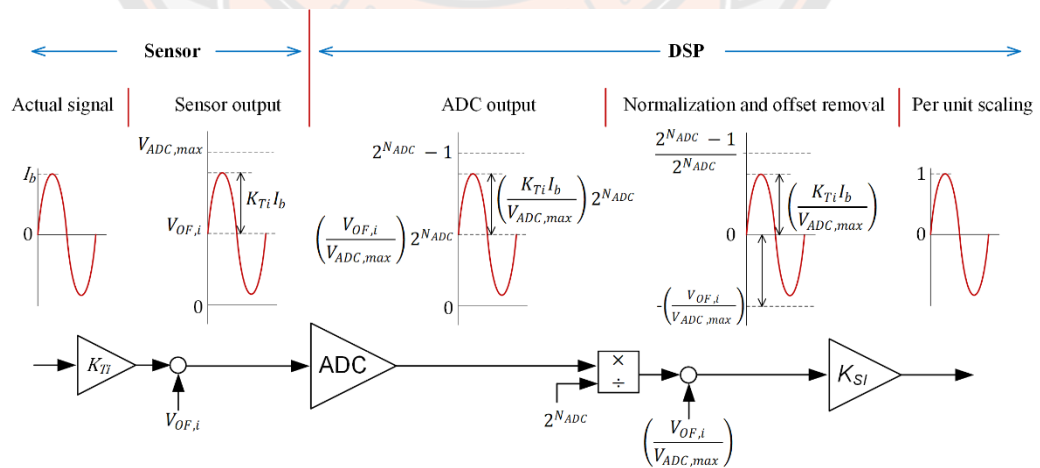 Sensor
DSP
Actual signal
Sensor output
ADC output
Normalization and offset removal
Per unit scaling
I_b
0
V_{ADC,max}
K_{Ti}I_b
V_{OF,i}
0
2^{N_{ADC}} − 1
(K_{Ti}I_b / V_{ADC,max}) 2^{N_{ADC}}
(V_{OF,i} / V_{ADC,max}) 2^{N_{ADC}}
0
(2^{N_{ADC}} − 1) / 2^{N_{ADC}}
(K_{Ti}I_b / V_{ADC,max})
0
-(V_{OF,i} / V_{ADC,max})
1
0
K_{Ti}
V_{OF,i}
ADC
×
÷
2^{N_{ADC}}
(V_{OF,i} / V_{ADC,max})
K_{SI}